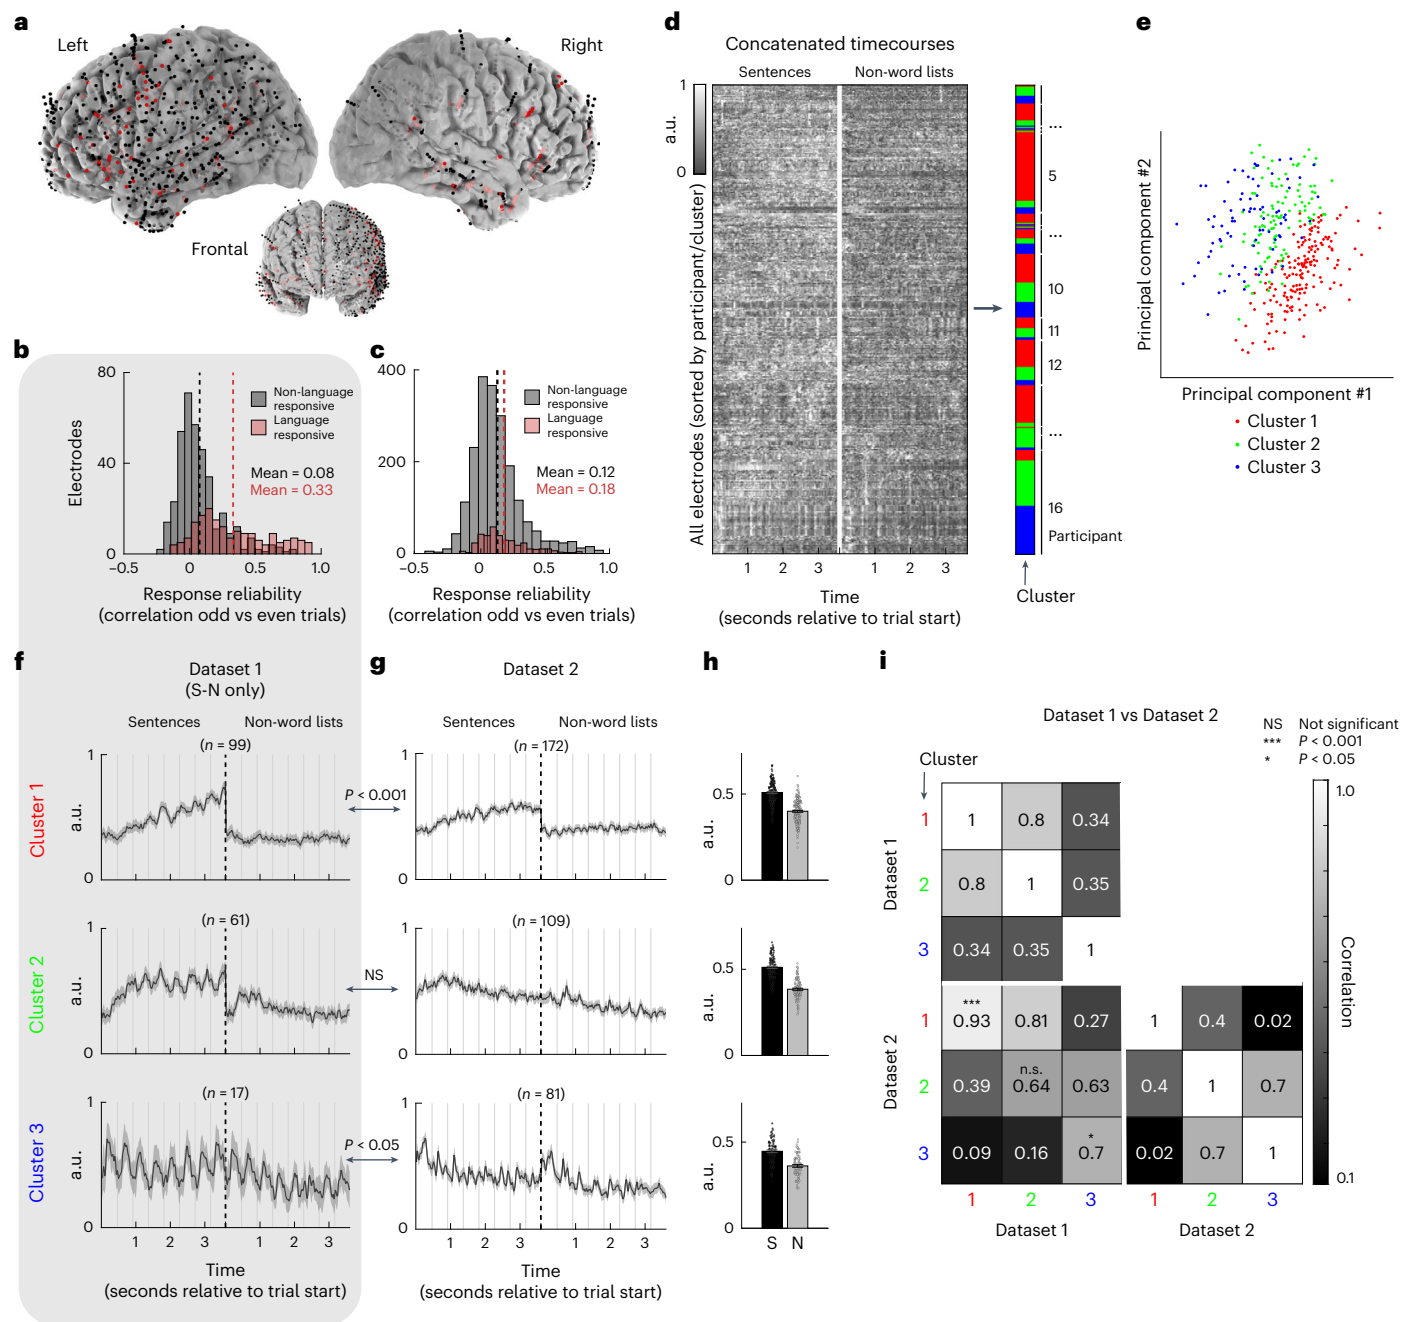 a
Left
Right
Frontal
b
80
40
0
Electrodes
−0.5
0
0.5
1.0
Non-language
responsive
Language
responsive
Mean = 0.08
Mean = 0.33
Response reliability
(correlation odd vs even trials)
c
400
200
0
−0.5
0
0.5
1.0
Non-language
responsive
Language
responsive
Mean = 0.12
Mean = 0.18
Response reliability
(correlation odd vs even trials)
d
Concatenated timecourses
Sentences
Non-word lists
1
a.u.
0
All electrodes (sorted by participant/cluster)
1
2
3
1
2
3
Time
(seconds relative to trial start)
...
5
...
10
11
12
...
16
Participant
Cluster
e
Principal component #2
Principal component #1
Cluster 1
Cluster 2
Cluster 3
f
Dataset 1
(S-N only)
Sentences
Non-word lists
Cluster 1
1
a.u.
0
(n = 99)
P < 0.001
Cluster 2
1
a.u.
0
(n = 61)
NS
Cluster 3
1
a.u.
0
(n = 17)
P < 0.05
1
2
3
1
2
3
Time
(seconds relative to trial start)
g
Dataset 2
Sentences
Non-word lists
1
0
(n = 172)
1
0
(n = 109)
1
0
(n = 81)
1
2
3
1
2
3
Time
(seconds relative to trial start)
h
0.5
a.u.
0
0.5
a.u.
0
0.5
a.u.
0
S
N
i
Dataset 1 vs Dataset 2
NS Not significant
*** P < 0.001
* P < 0.05
Cluster
Dataset 1
1 1 0.8 0.34
2 0.8 1 0.35
3 0.34 0.35 1
Dataset 2
***
1 0.93 0.81 0.27 1 0.4 0.02
n.s.
2 0.39 0.64 0.63 0.4 1 0.7
*
3 0.09 0.16 0.7 0.02 0.7 1
1 2 3 1 2 3
Dataset 1
Dataset 2
1.0
Correlation
0.1